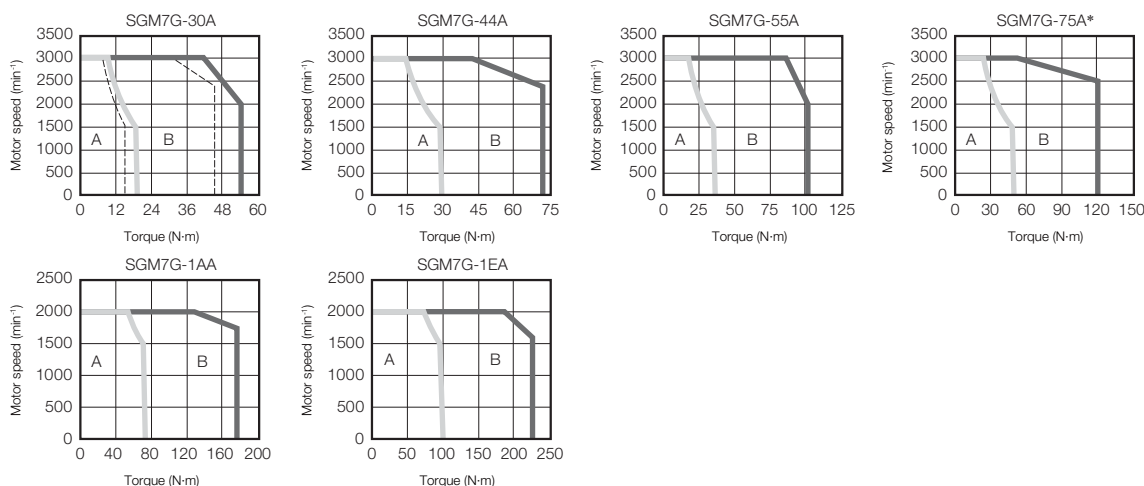 SGM7G-30A
Motor speed (min⁻¹)
3500
3000
2500
2000
1500
1000
500
0
A
B
0 12 24 36 48 60
Torque (N·m)
SGM7G-44A
Motor speed (min⁻¹)
3500
3000
2500
2000
1500
1000
500
0
A
B
0 15 30 45 60 75
Torque (N·m)
SGM7G-55A
Motor speed (min⁻¹)
3500
3000
2500
2000
1500
1000
500
0
A
B
0 25 50 75 100 125
Torque (N·m)
SGM7G-75A*
Motor speed (min⁻¹)
3500
3000
2500
2000
1500
1000
500
0
A
B
0 30 60 90 120 150
Torque (N·m)
SGM7G-1AA
Motor speed (min⁻¹)
2500
2000
1500
1000
500
0
A
B
0 40 80 120 160 200
Torque (N·m)
SGM7G-1EA
Motor speed (min⁻¹)
2500
2000
1500
1000
500
0
A
B
0 50 100 150 200 250
Torque (N·m)